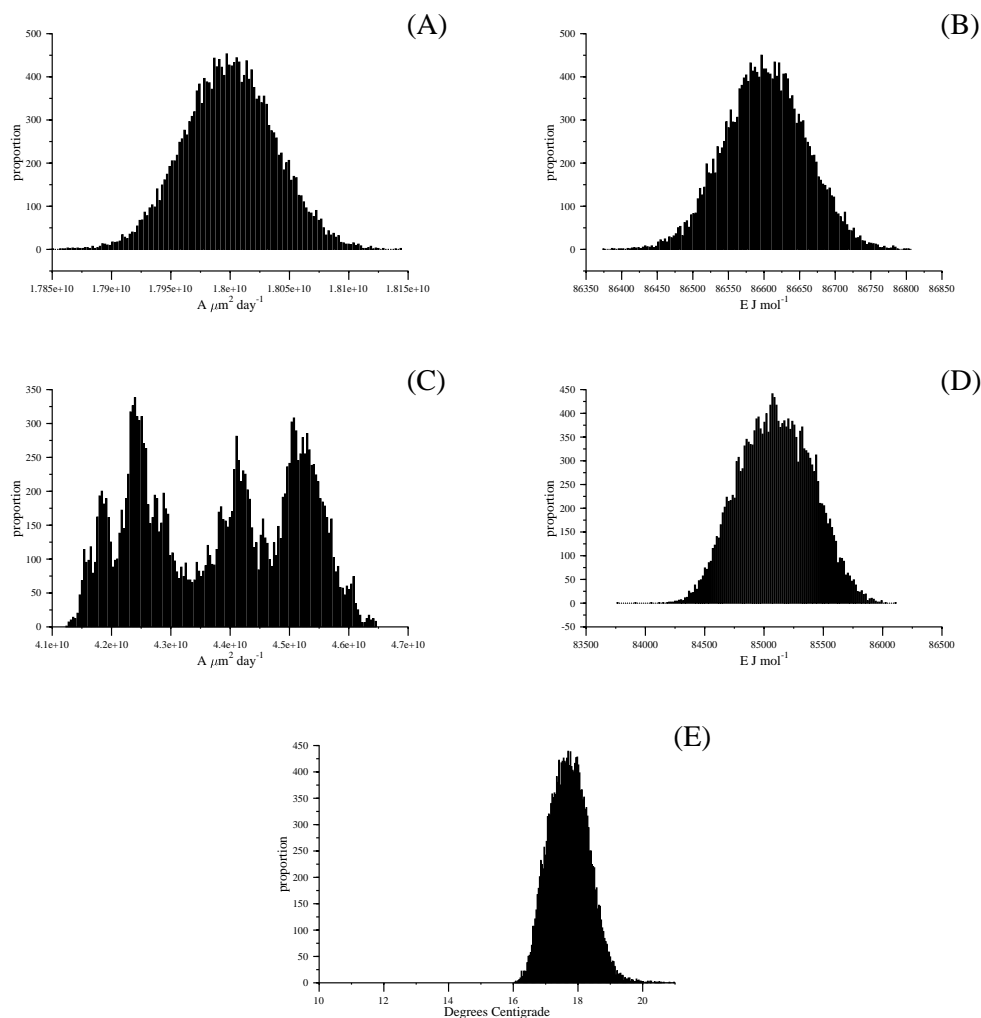 (A)
500
400
300
200
100
0
proportion
1.785e+10 1.79e+10 1.795e+10 1.8e+10 1.805e+10 1.81e+10 1.815e+10
A μm² day⁻¹
(B)
500
400
300
200
100
0
proportion
86350 86400 86450 86500 86550 86600 86650 86700 86750 86800 86850
E J mol⁻¹
(C)
350
300
250
200
150
100
50
0
proportion
4.1e+10 4.2e+10 4.3e+10 4.4e+10 4.5e+10 4.6e+10 4.7e+10
A μm² day⁻¹
(D)
450
400
350
300
250
200
150
100
50
0
-50
proportion
83500 84000 84500 85000 85500 86000 86500
E J mol⁻¹
(E)
450
400
350
300
250
200
150
100
50
0
proportion
10 12 14 16 18 20
Degrees Centigrade